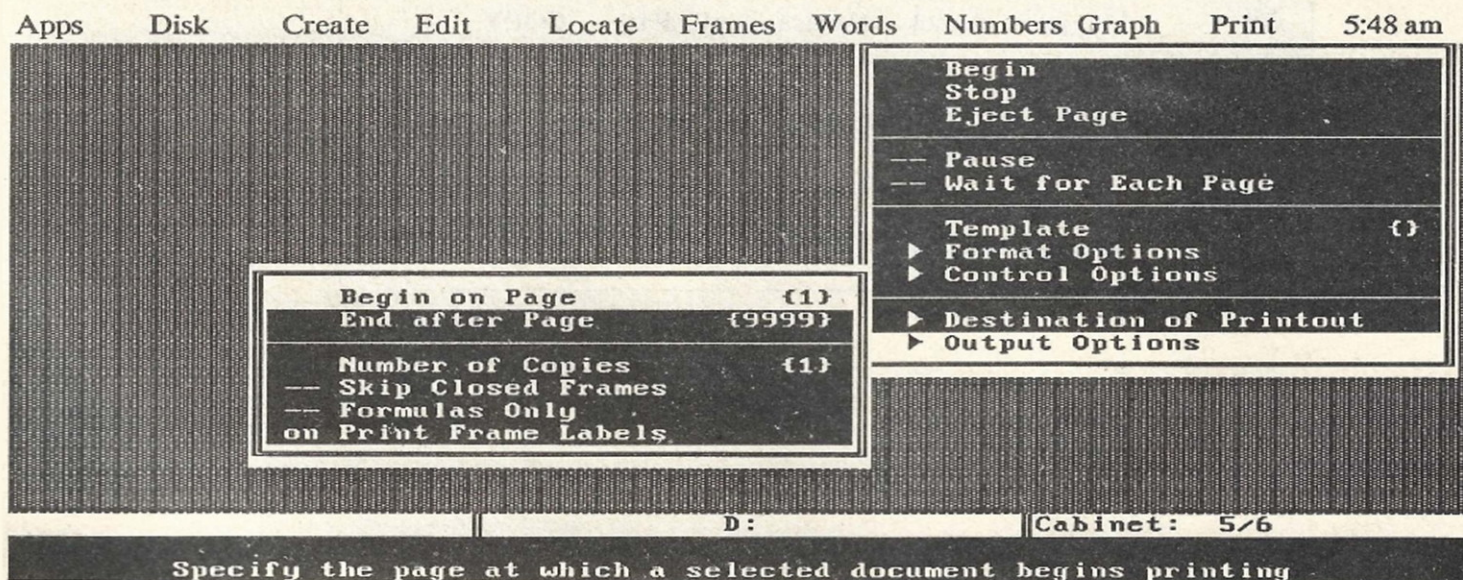 Apps Disk Create Edit Locate Frames Words Numbers Graph Print 5:48 am
Begin
Stop
Eject Page
-- Pause
-- Wait for Each Page
Template {}
▶ Format Options
▶ Control Options
▶ Destination of Printout
▶ Output Options
Begin on Page {1}
End after Page {9999}
Number of Copies {1}
-- Skip Closed Frames
-- Formulas Only
on Print Frame Labels
D: Cabinet: 5/6
Specify the page at which a selected document begins printing